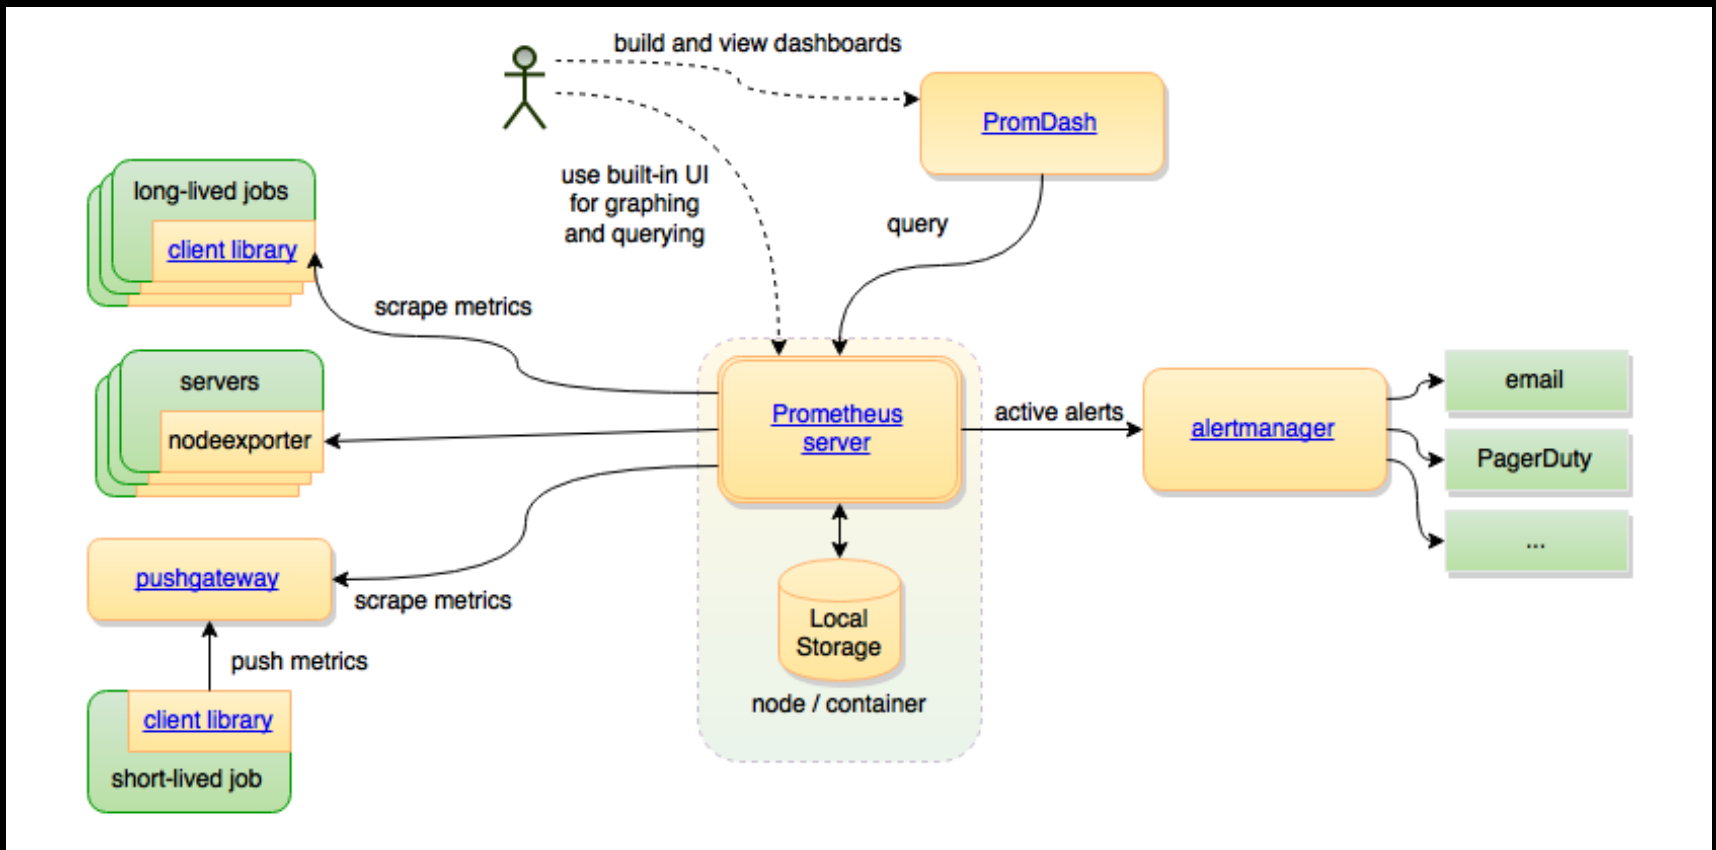 build and view dashboards
PromDash
use built-in UI
for graphing
and querying
query
long-lived jobs
client library
scrape metrics
servers
nodeexporter
Prometheus
server
active alerts
alertmanager
email
PagerDuty
...
pushgateway
scrape metrics
push metrics
client library
short-lived job
Local
Storage
node / container